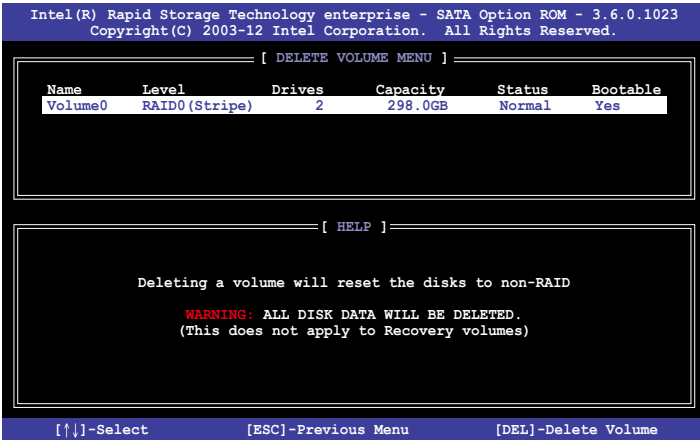 Intel(R) Rapid Storage Technology enterprise - SATA Option ROM - 3.6.0.1023
Copyright(C) 2003-12 Intel Corporation. All Rights Reserved.
[ DELETE VOLUME MENU ]
Name Level Drives Capacity Status Bootable
Volume0 RAID0(Stripe) 2 298.0GB Normal Yes
[ HELP ]
Deleting a volume will reset the disks to non-RAID
WARNING: ALL DISK DATA WILL BE DELETED.
(This does not apply to Recovery volumes)
[↑↓]-Select [ESC]-Previous Menu [DEL]-Delete Volume